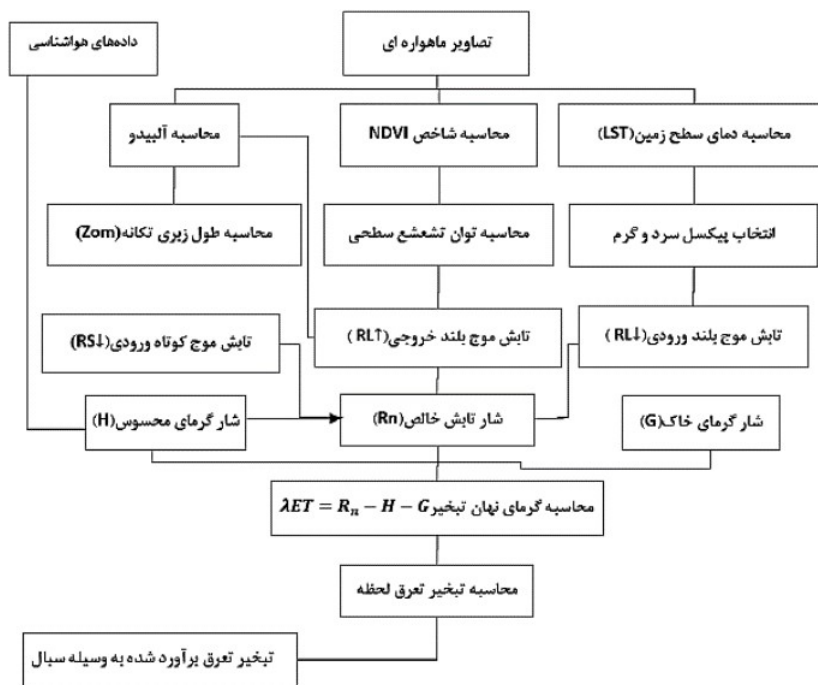 تصاویر ماهواره ای
داده‌های هواشناسی
محاسبه دمای سطح زمین(LST)
محاسبه شاخص NDVI
محاسبه آلبیدو
انتخاب پیکسل سرد و گرم
محاسبه توان تشعشع سطحی
محاسبه طول زبری تکانه(Zom)
تابش موج بلند ورودی(RL↓)
تابش موج بلند خروجی(RL↑)
تابش موج کوتاه ورودی(RS↓)
شار گرمای خاک(G)
شار تابش خالص(Rn)
شار گرمای محسوس(H)
محاسبه گرمای نهان تبخیر λET = Rₙ − H − G
محاسبه تبخیر تعرق لحظه
تبخیر تعرق برآورد شده به وسیله سبال